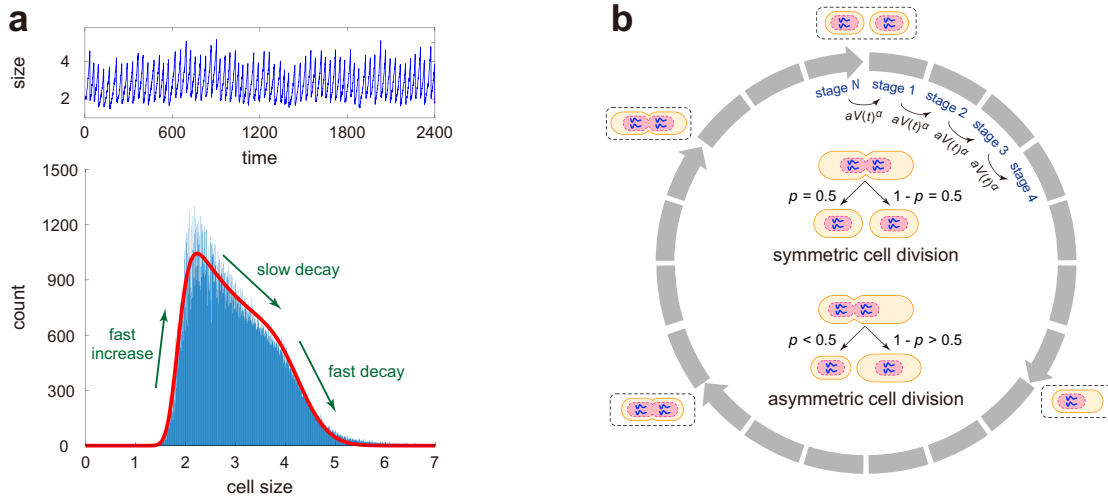 a
size
4
2
0
600
1200
1800
2400
time
1500
1200
900
600
300
0
count
fast
increase
slow decay
fast decay
0
1
2
3
4
5
6
7
cell size
b
stage N
stage 1
stage 2
stage 3
stage 4
aV(t)^α
aV(t)^α
aV(t)^α
aV(t)^α
p = 0.5
1 - p = 0.5
symmetric cell division
p < 0.5
1 - p > 0.5
asymmetric cell division